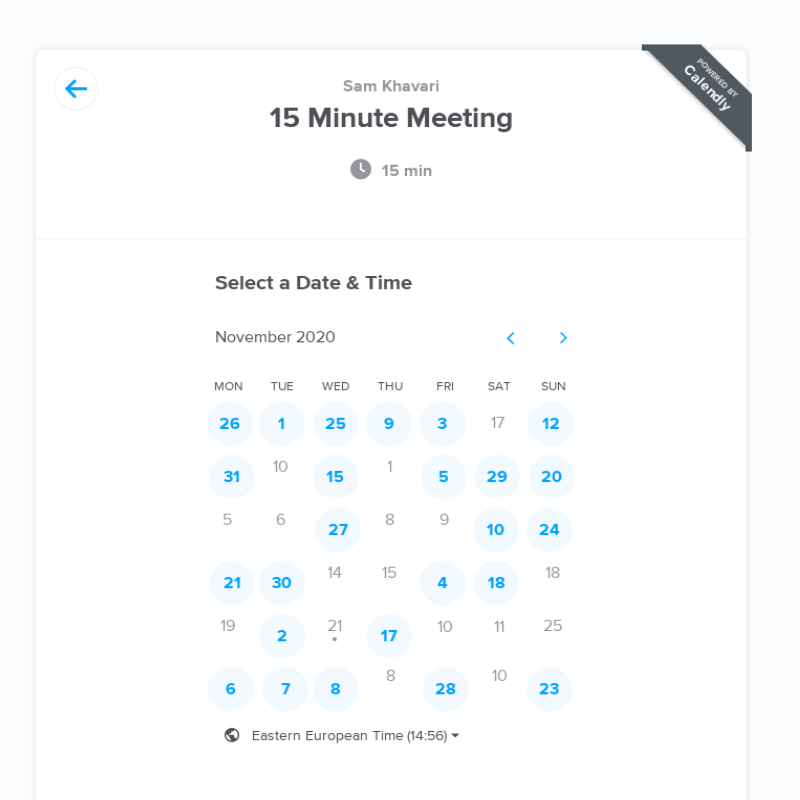 POWERED BY
Calendly
Sam Khavari
15 Minute Meeting
15 min
Select a Date & Time
November 2020
MON TUE WED THU FRI SAT SUN
26 1 25 9 3 17 12
31 10 15 1 5 29 20
5 6 27 8 9 10 24
21 30 14 15 4 18 18
19 2 21 17 10 11 25
6 7 8 8 28 10 23
Eastern European Time (14:56)